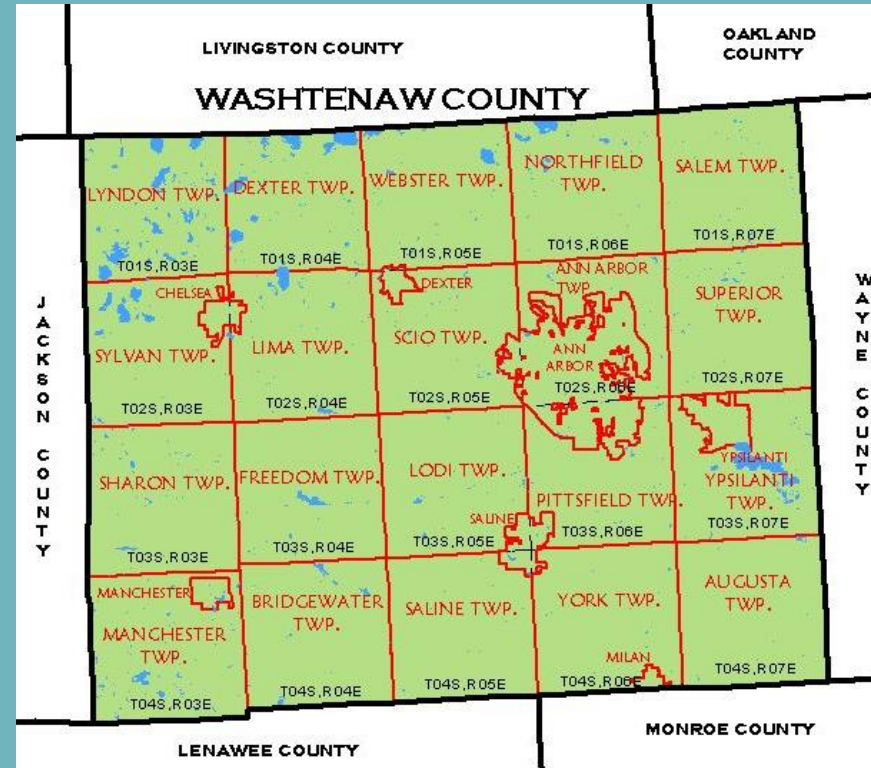 LIVINGSTON COUNTY
OAKLAND
COUNTY
WASHTENAW COUNTY
LYNDON TWP.
T01S,R03E
DEXTER TWP.
T01S,R04E
WEBSTER TWP.
T01S,R05E
NORTHFIELD
TWP.
T01S,R06E
SALEM TWP.
T01S,R07E
JACKSON COUNTY
WAYNE COUNTY
CHELSEA
SYLVAN TWP.
T02S,R03E
LIMA TWP.
T02S,R04E
DEXTER
SCIO TWP.
T02S,R05E
ANN ARBOR
TWP.
ANN
ARBOR
T02S,R06E
SUPERIOR
TWP.
T02S,R07E
SHARON TWP.
T03S,R03E
FREEDOM TWP.
T03S,R04E
LODI TWP.
SALINE
T03S,R05E
PITTSFIELD TWP.
T03S,R06E
YPSILANTI
YPSILANTI
TWP.
T03S,R07E
MANCHESTER
MANCHESTER
TWP.
T04S,R03E
BRIDGEWATER
TWP.
T04S,R04E
SALINE TWP.
T04S,R05E
YORK TWP.
MILAN
T04S,R06E
AUGUSTA
TWP.
T04S,R07E
LENAWEE COUNTY
MONROE COUNTY